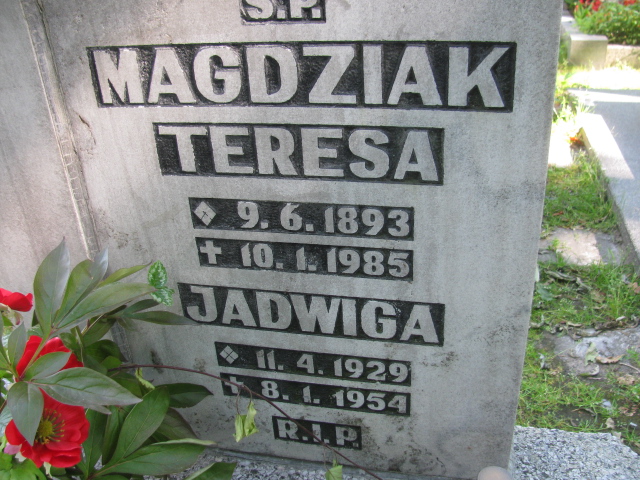 Ś.P.
MAGDZIAK
TERESA
9. 6. 1893
✝ 10. 1. 1985
JADWIGA
11. 4. 1929
✝ 8. 1. 1954
R.I.P.